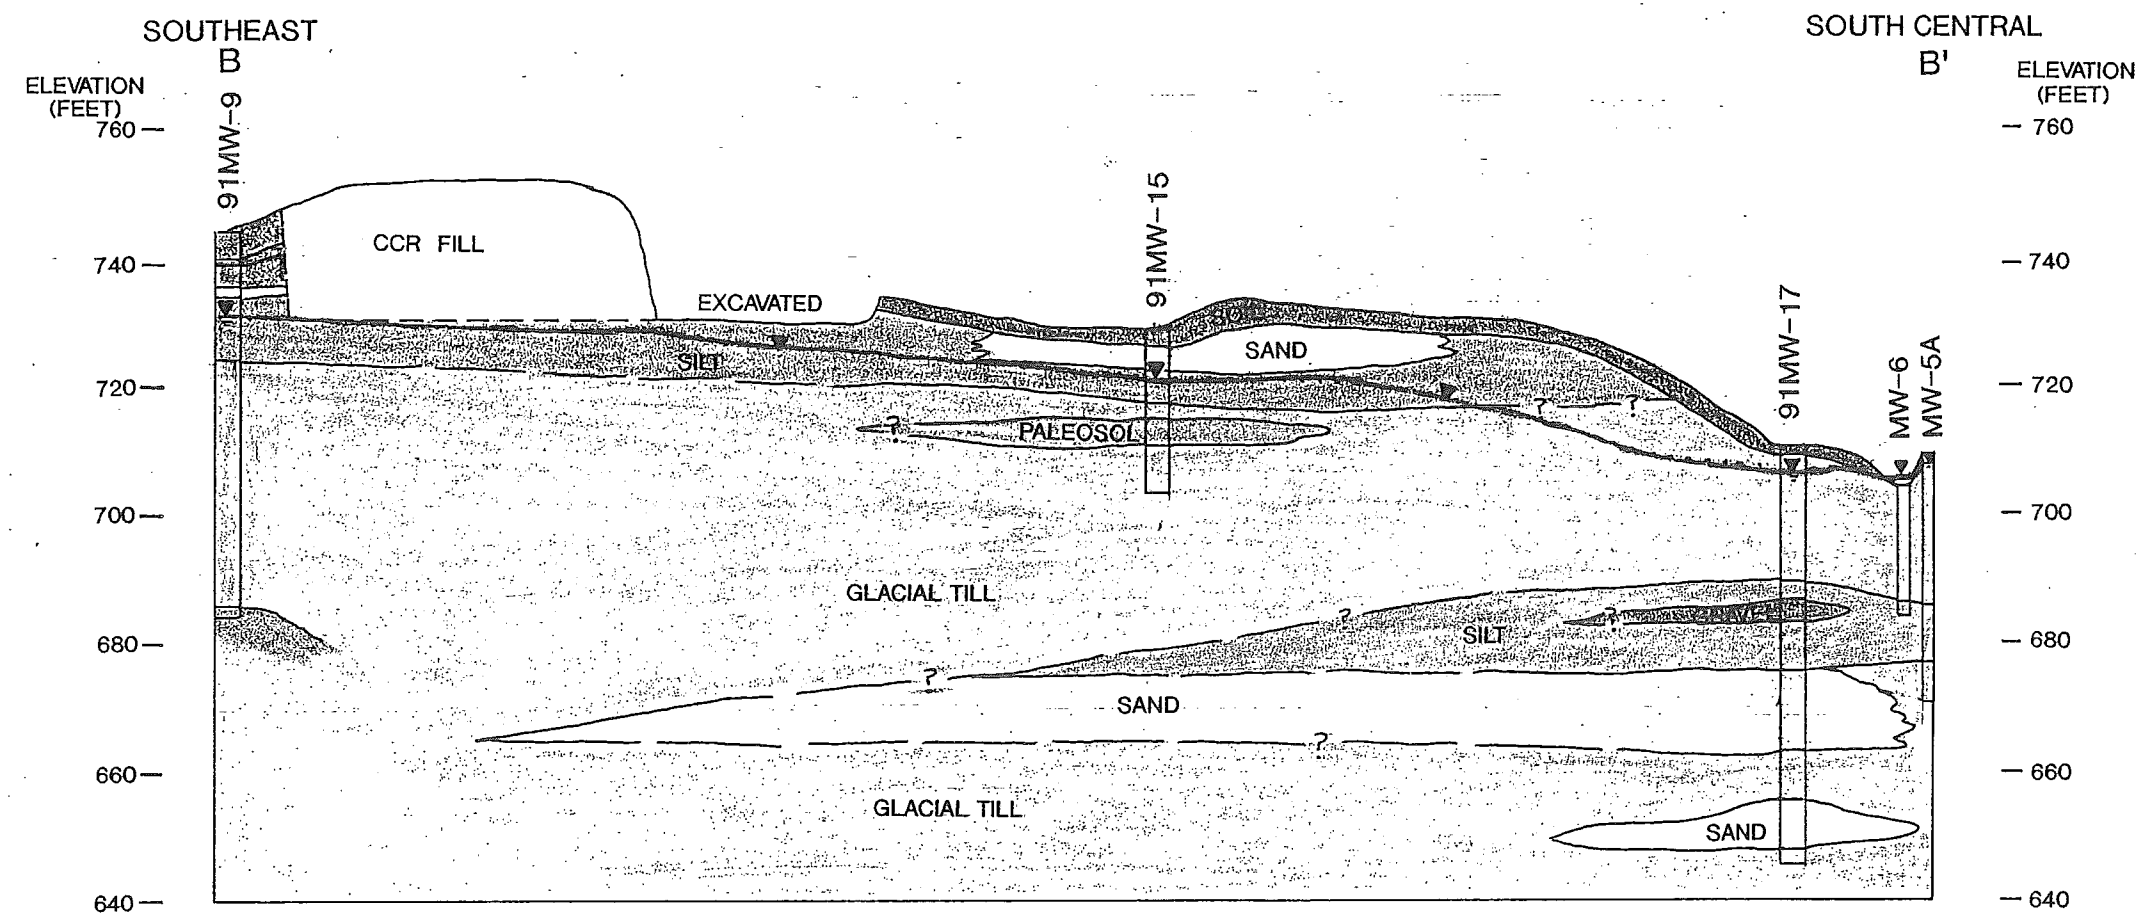 SOUTHEAST
B
SOUTH CENTRAL
B'
ELEVATION
(FEET)
ELEVATION
(FEET)
760
740
720
700
680
660
640
760
740
720
700
680
660
640
91MW-9
91MW-15
91MW-17
MW-6
MW-5A
CCR FILL
EXCAVATED
SOIL
SAND
SILT
?
?
?
PALEOSOL
GLACIAL TILL
?
?
GRAVEL
SILT
?
SAND
?
GLACIAL TILL
SAND